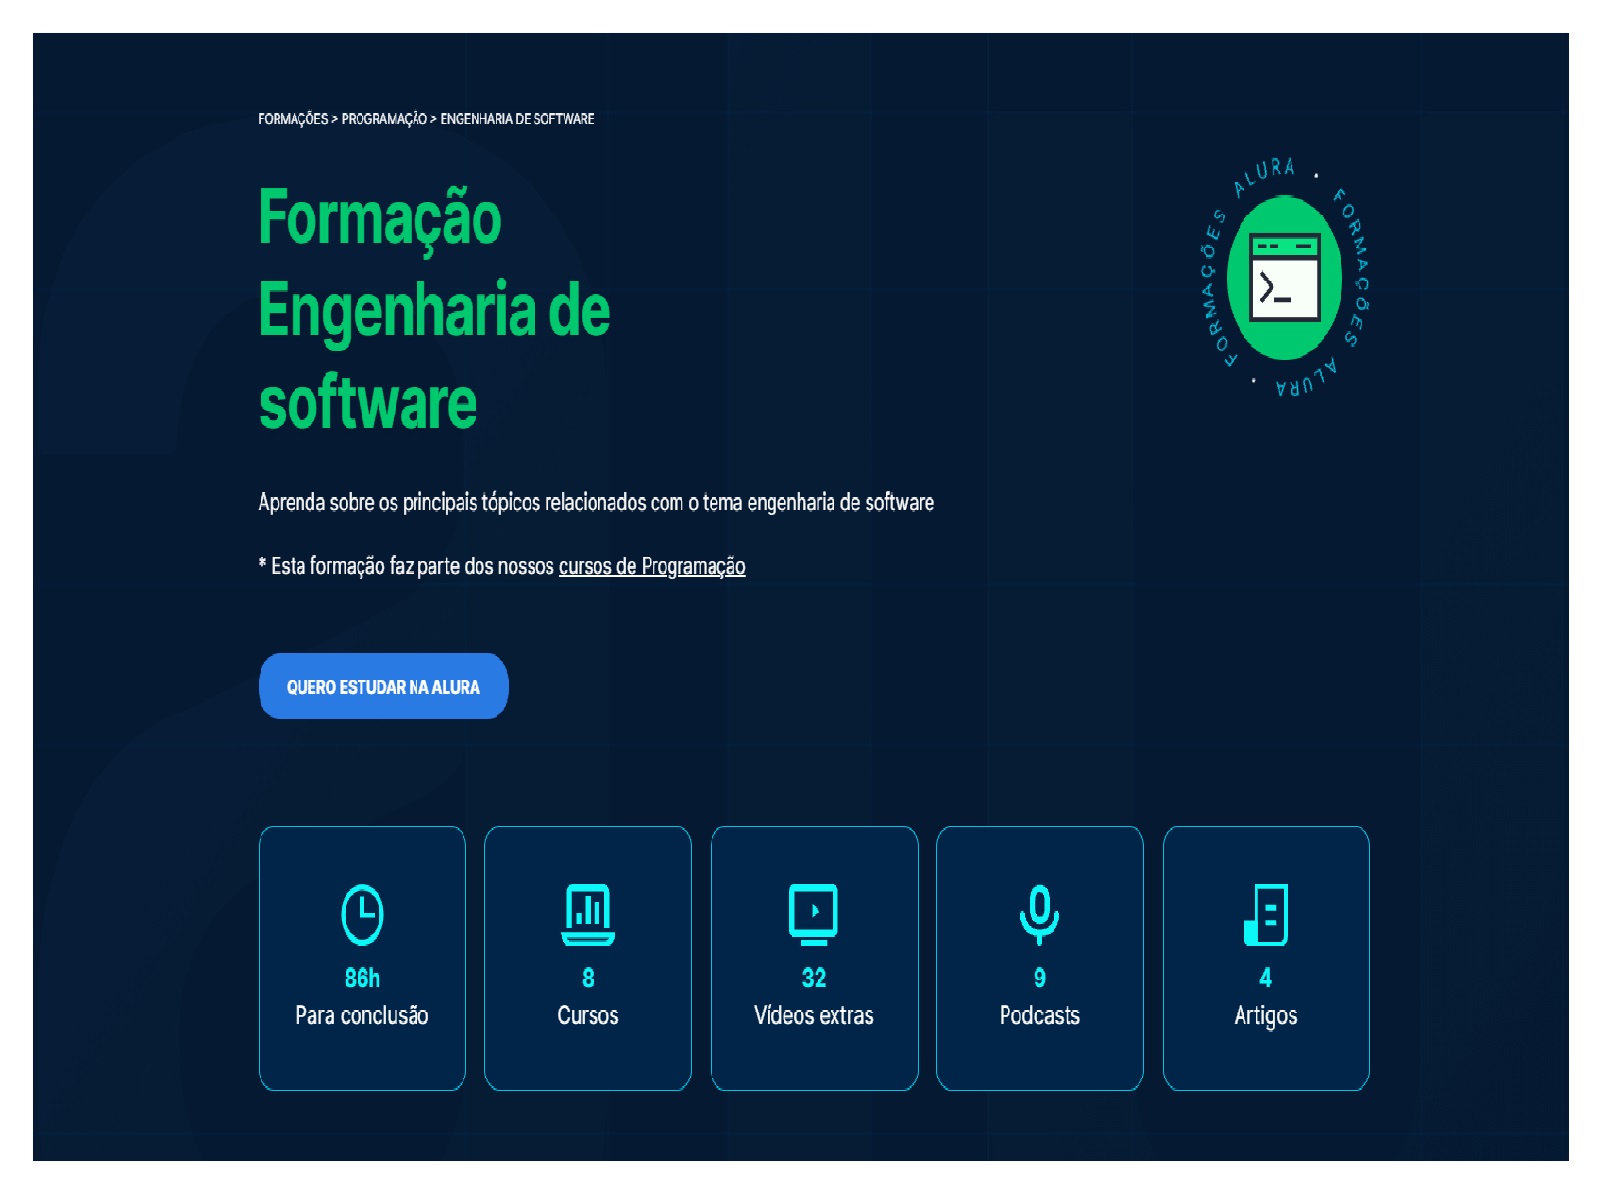 FORMAÇÕES > PROGRAMAÇÃO > ENGENHARIA DE SOFTWARE
Formação
Engenharia de
software
FORMAÇÕES ALURA • FORMAÇÕES ALURA •
>_
Aprenda sobre os principais tópicos relacionados com o tema engenharia de software
* Esta formação faz parte dos nossos cursos de Programação
QUERO ESTUDAR NA ALURA
86h
Para conclusão
8
Cursos
32
Vídeos extras
9
Podcasts
4
Artigos